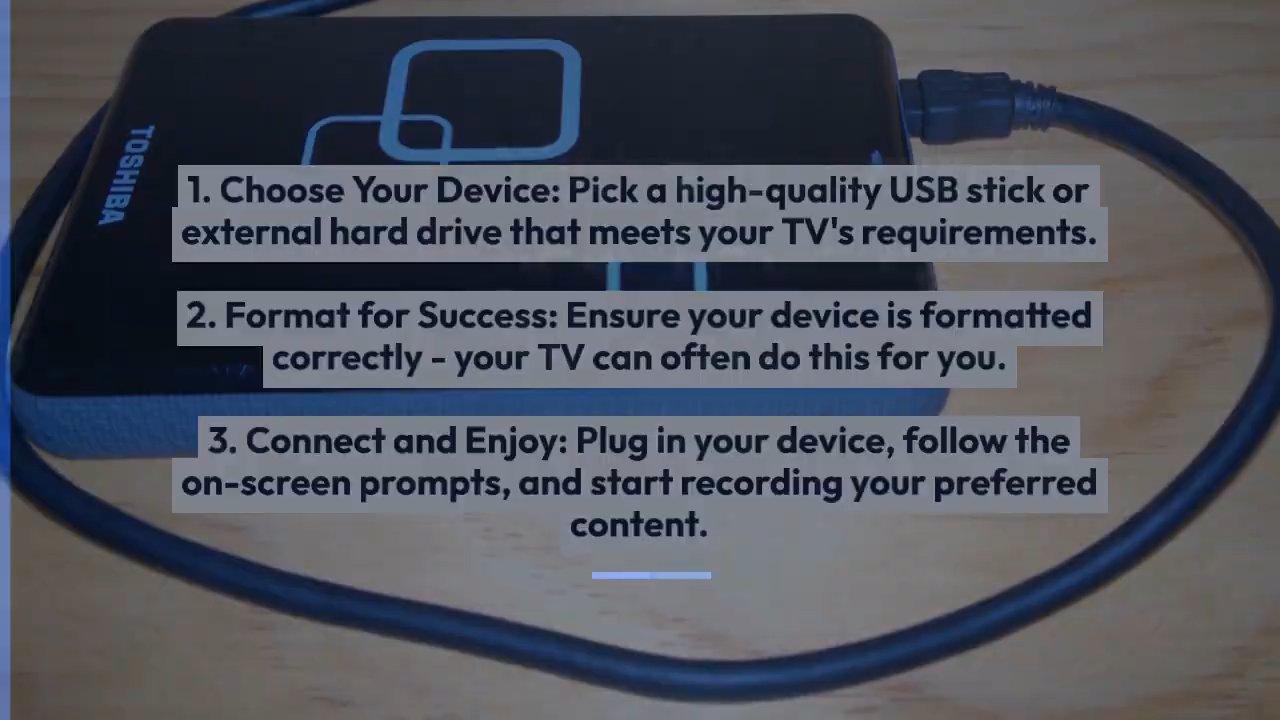 TOSHIBA
1. Choose Your Device: Pick a high-quality USB stick or
external hard drive that meets your TV's requirements.
2. Format for Success: Ensure your device is formatted
correctly - your TV can often do this for you.
3. Connect and Enjoy: Plug in your device, follow the
on-screen prompts, and start recording your preferred
content.